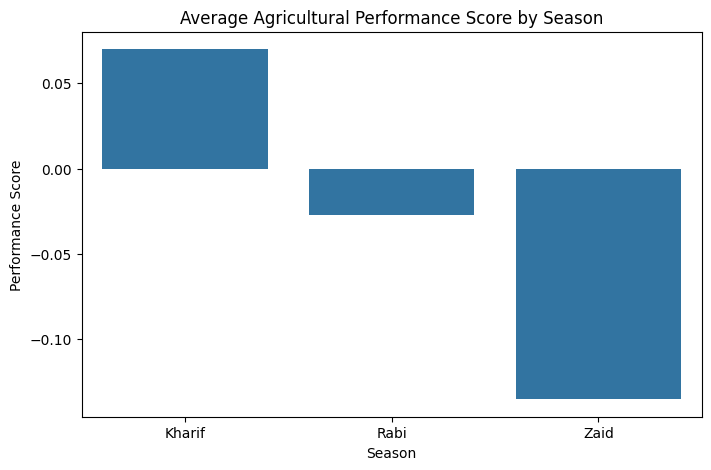 Average Agricultural Performance Score by Season
Performance Score
0.05
0.00
−0.05
−0.10
Kharif
Rabi
Zaid
Season